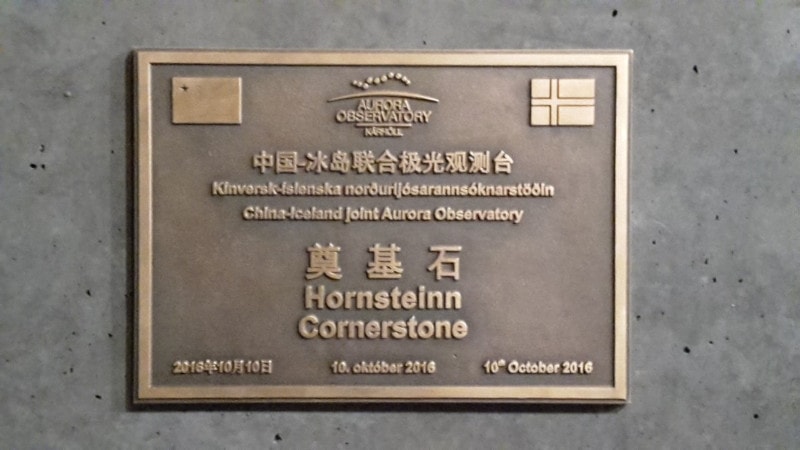 AURORA
OBSERVATORY
KÁRHÓLL
中国-冰岛联合极光观测台
Kínversk-íslenska norðurljósarannsóknarstöðin
China-Iceland joint Aurora Observatory
奠基石
Hornsteinn
Cornerstone
2016年10月10日
10. október 2016
10th October 2016